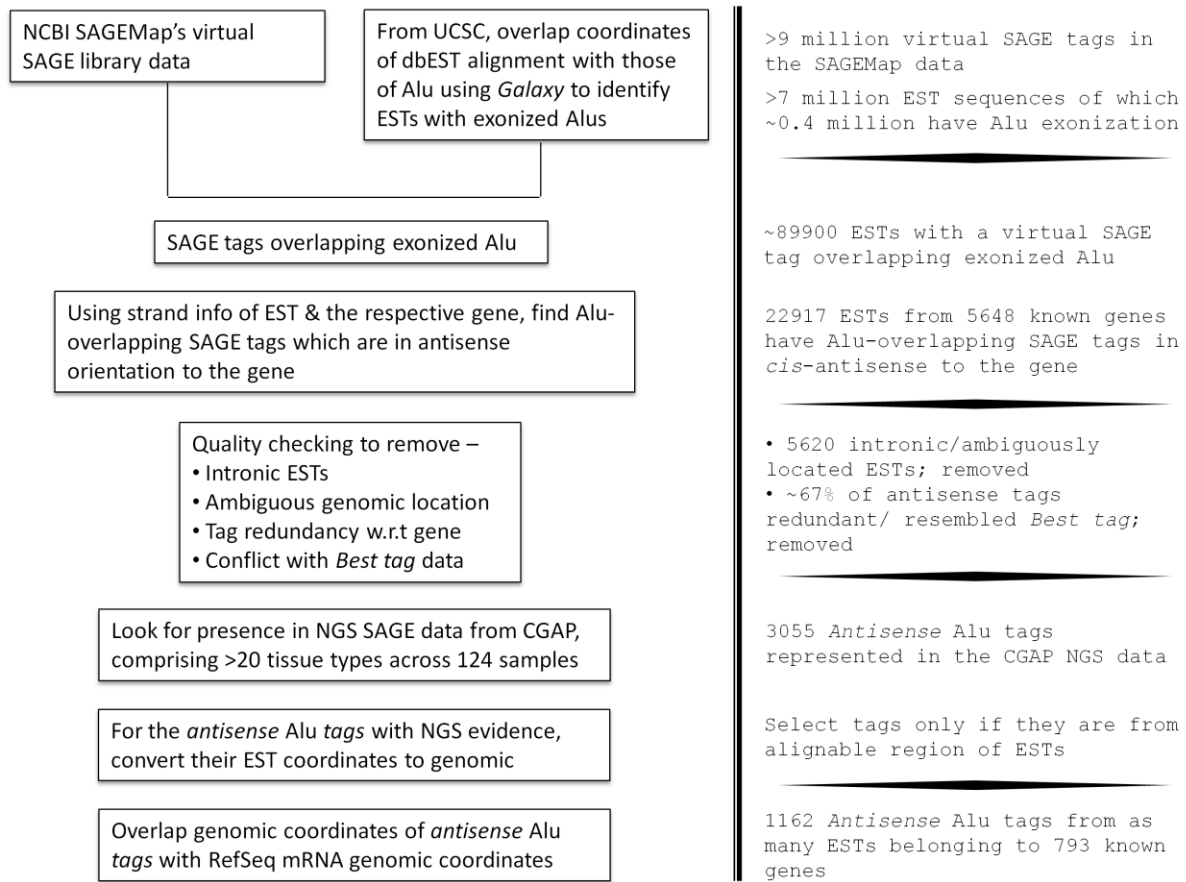 NCBI SAGEMap's virtual
SAGE library data
From UCSC, overlap coordinates
of dbEST alignment with those
of Alu using Galaxy to identify
ESTs with exonized Alus
SAGE tags overlapping exonized Alu
Using strand info of EST & the respective gene, find Alu-
overlapping SAGE tags which are in antisense
orientation to the gene
Quality checking to remove –
• Intronic ESTs
• Ambiguous genomic location
• Tag redundancy w.r.t gene
• Conflict with Best tag data
Look for presence in NGS SAGE data from CGAP,
comprising >20 tissue types across 124 samples
For the antisense Alu tags with NGS evidence,
convert their EST coordinates to genomic
Overlap genomic coordinates of antisense Alu
tags with RefSeq mRNA genomic coordinates
>9 million virtual SAGE tags in
the SAGEMap data
>7 million EST sequences of which
~0.4 million have Alu exonization
~89900 ESTs with a virtual SAGE
tag overlapping exonized Alu
22917 ESTs from 5648 known genes
have Alu-overlapping SAGE tags in
cis-antisense to the gene
• 5620 intronic/ambiguously
located ESTs; removed
• ~67% of antisense tags
redundant/ resembled Best tag;
removed
3055 Antisense Alu tags
represented in the CGAP NGS data
Select tags only if they are from
alignable region of ESTs
1162 Antisense Alu tags from as
many ESTs belonging to 793 known
genes